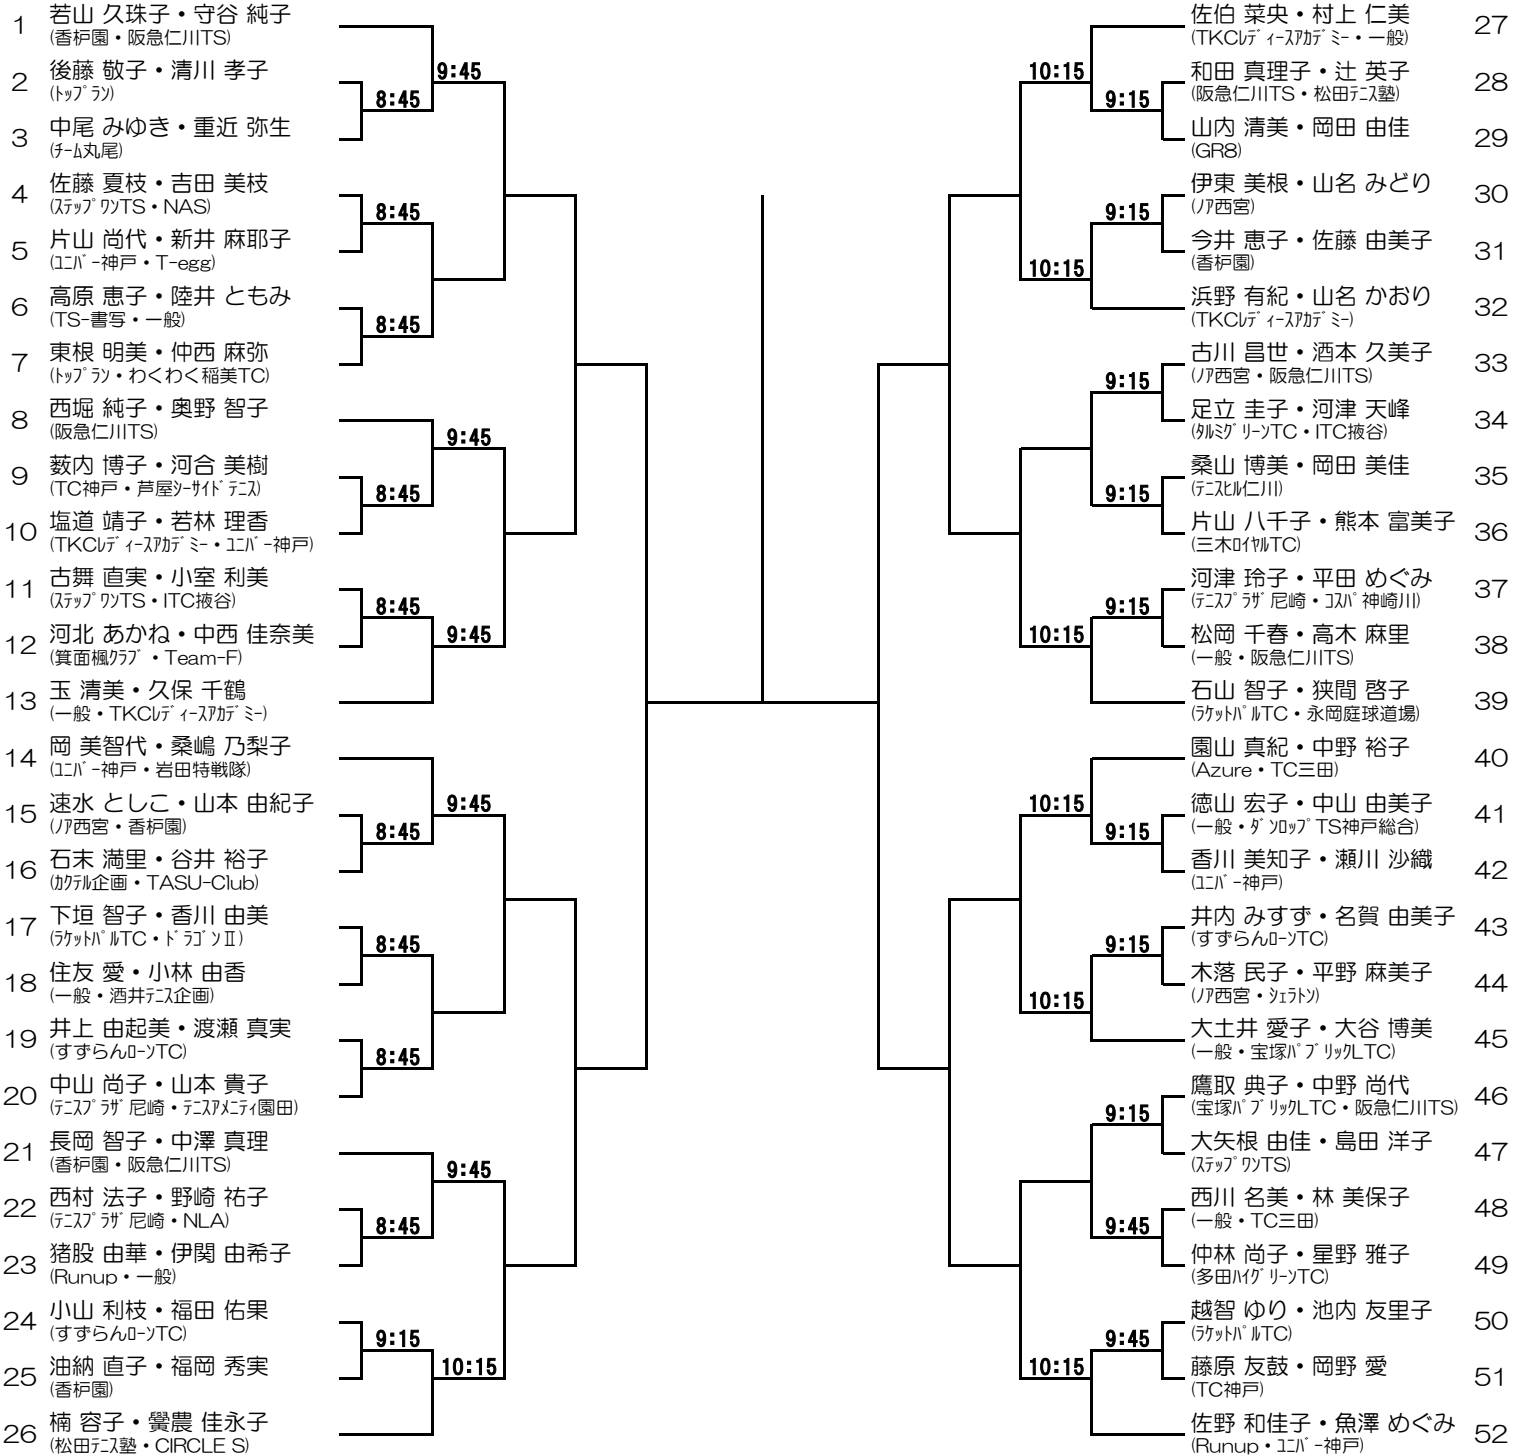 1 若山 久珠子・守谷 純子
(香枦園・阪急仁川TS)
2 後藤 敬子・清川 孝子
(ﾄｯﾌﾟﾗﾝ)
3 中尾 みゆき・重近 弥生
(ﾁｰﾑ丸尾)
4 佐藤 夏枝・吉田 美枝
(ｽﾃｯﾌﾟﾜﾝTS・NAS)
5 片山 尚代・新井 麻耶子
(ﾕﾆﾊﾞｰ神戸・T-egg)
6 高原 恵子・陸井 ともみ
(TS-書写・一般)
7 東根 明美・仲西 麻弥
(ﾄｯﾌﾟﾗﾝ・わくわく稲美TC)
8 西堀 純子・奥野 智子
(阪急仁川TS)
9 薮内 博子・河合 美樹
(TC神戸・芦屋ｼｰｻｲﾄﾞﾃﾆｽ)
10 塩道 靖子・若林 理香
(TKCﾚﾃﾞｨｰｽｱｶﾃﾞﾐｰ・ﾕﾆﾊﾞｰ神戸)
11 古舞 直実・小室 利美
(ｽﾃｯﾌﾟﾜﾝTS・ITC掖谷)
12 河北 あかね・中西 佳奈美
(箕面楓ｸﾗﾌﾞ・Team-F)
13 玉 清美・久保 千鶴
(一般・TKCﾚﾃﾞｨｰｽｱｶﾃﾞﾐｰ)
14 岡 美智代・桑嶋 乃梨子
(ﾕﾆﾊﾞｰ神戸・岩田特戦隊)
15 速水 としこ・山本 由紀子
(ﾉｱ西宮・香枦園)
16 石末 満里・谷井 裕子
(ｶｸﾃﾙ企画・TASU-Club)
17 下垣 智子・香川 由美
(ﾗｹｯﾄﾊﾟﾙTC・ﾄﾞﾗｺﾞﾝⅡ)
18 住友 愛・小林 由香
(一般・酒井ﾃﾆｽ企画)
19 井上 由起美・渡瀬 真実
(すずらんﾛｰﾝTC)
20 中山 尚子・山本 貴子
(ﾃﾆｽﾌﾟﾗｻﾞ尼崎・ﾃﾆｽｱﾒﾆﾃｨ園田)
21 長岡 智子・中澤 真理
(香枦園・阪急仁川TS)
22 西村 法子・野崎 祐子
(ﾃﾆｽﾌﾟﾗｻﾞ尼崎・NLA)
23 猪股 由華・伊関 由希子
(Runup・一般)
24 小山 利枝・福田 佑果
(すずらんﾛｰﾝTC)
25 油納 直子・福岡 秀実
(香枦園)
26 楠 容子・鱟農 佳永子
(松田ﾃﾆｽ塾・CIRCLE S)
9:45
8:45
8:45
8:45
9:45
8:45
8:45
9:45
9:45
8:45
8:45
8:45
9:45
8:45
9:15
10:15
10:15
9:15
9:15
10:15
9:15
9:15
9:15
10:15
10:15
9:15
9:15
10:15
9:15
9:45
9:45
10:15
佐伯 菜央・村上 仁美 27
(TKCﾚﾃﾞｨｰｽｱｶﾃﾞﾐｰ・一般)
和田 真理子・辻 英子 28
(阪急仁川TS・松田ﾃﾆｽ塾)
山内 清美・岡田 由佳 29
(GR8)
伊東 美根・山名 みどり 30
(ﾉｱ西宮)
今井 恵子・佐藤 由美子 31
(香枦園)
浜野 有紀・山名 かおり 32
(TKCﾚﾃﾞｨｰｽｱｶﾃﾞﾐｰ)
古川 昌世・酒本 久美子 33
(ﾉｱ西宮・阪急仁川TS)
足立 圭子・河津 天峰 34
(ﾀﾙﾐｸﾞﾘｰﾝTC・ITC掖谷)
桑山 博美・岡田 美佳 35
(ﾃﾆｽﾋﾙ仁川)
片山 八千子・熊本 富美子 36
(三木ﾛｲﾔﾙTC)
河津 玲子・平田 めぐみ 37
(ﾃﾆｽﾌﾟﾗｻﾞ尼崎・ｺｽﾊﾟ神崎川)
松岡 千春・高木 麻里 38
(一般・阪急仁川TS)
石山 智子・狭間 啓子 39
(ﾗｹｯﾄﾊﾟﾙTC・永岡庭球道場)
園山 真紀・中野 裕子 40
(Azure・TC三田)
徳山 宏子・中山 由美子 41
(一般・ﾀﾞﾝﾛｯﾌﾟTS神戸総合)
香川 美知子・瀬川 沙織 42
(ﾕﾆﾊﾞｰ神戸)
井内 みすず・名賀 由美子 43
(すずらんﾛｰﾝTC)
木落 民子・平野 麻美子 44
(ﾉｱ西宮・ｼｪﾗﾄﾝ)
大土井 愛子・大谷 博美 45
(一般・宝塚ﾊﾟﾌﾞﾘｯｸLTC)
鷹取 典子・中野 尚代 46
(宝塚ﾊﾟﾌﾞﾘｯｸLTC・阪急仁川TS)
大矢根 由佳・島田 洋子 47
(ｽﾃｯﾌﾟﾜﾝTS)
西川 名美・林 美保子 48
(一般・TC三田)
仲林 尚子・星野 雅子 49
(多田ﾊｲｸﾞﾘｰﾝTC)
越智 ゆり・池内 友里子 50
(ﾗｹｯﾄﾊﾟﾙTC)
藤原 友鼓・岡野 愛 51
(TC神戸)
佐野 和佳子・魚澤 めぐみ 52
(Runup・ﾕﾆﾊﾞｰ神戸)